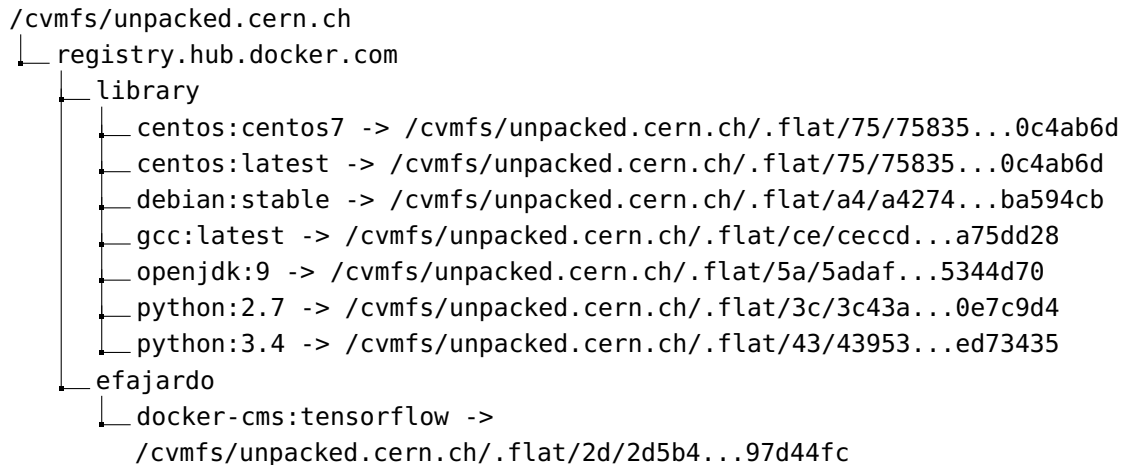 /cvmfs/unpacked.cern.ch
registry.hub.docker.com
library
centos:centos7 -> /cvmfs/unpacked.cern.ch/.flat/75/75835...0c4ab6d
centos:latest -> /cvmfs/unpacked.cern.ch/.flat/75/75835...0c4ab6d
debian:stable -> /cvmfs/unpacked.cern.ch/.flat/a4/a4274...ba594cb
gcc:latest -> /cvmfs/unpacked.cern.ch/.flat/ce/ceccd...a75dd28
openjdk:9 -> /cvmfs/unpacked.cern.ch/.flat/5a/5adaf...5344d70
python:2.7 -> /cvmfs/unpacked.cern.ch/.flat/3c/3c43a...0e7c9d4
python:3.4 -> /cvmfs/unpacked.cern.ch/.flat/43/43953...ed73435
efajardo
docker-cms:tensorflow ->
/cvmfs/unpacked.cern.ch/.flat/2d/2d5b4...97d44fc